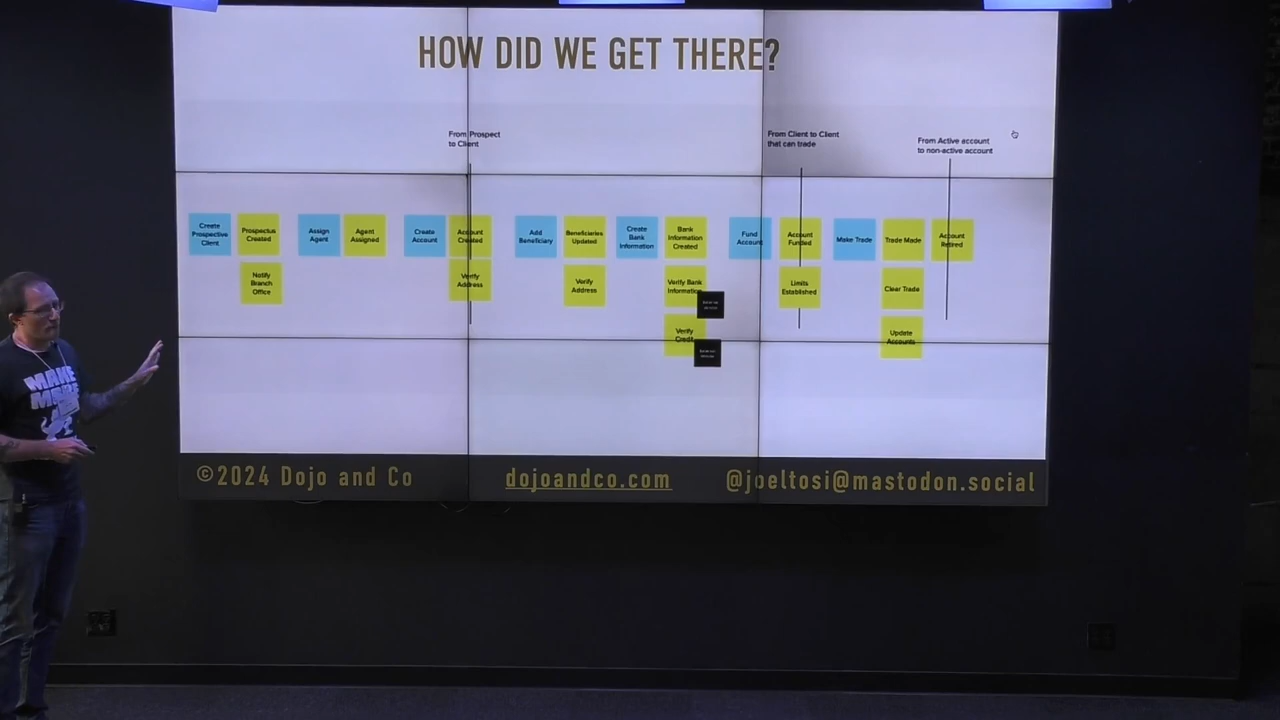 HOW DID WE GET THERE?
From Prospect
to Client
From Client to Client
that can trade
From Active account
to non-active account
Create
Prospective
Client
Prospectus
Created
Assign
Agent
Agent
Assigned
Create
Account
Account
Created
Add
Beneficiary
Beneficiaries
Updated
Create
Bank
Information
Bank
Information
Created
Fund
Account
Account
Funded
Make Trade
Trade Made
Account
Retired
Notify
Branch
Office
Verify
Address
Verify
Address
Verify Bank
Information
Limits
Established
Clear Trade
Verify
Credit
Update
Accounts
MAKE
MORE
©2024 Dojo and Co
dojoandco.com
@joeltosi@mastodon.social